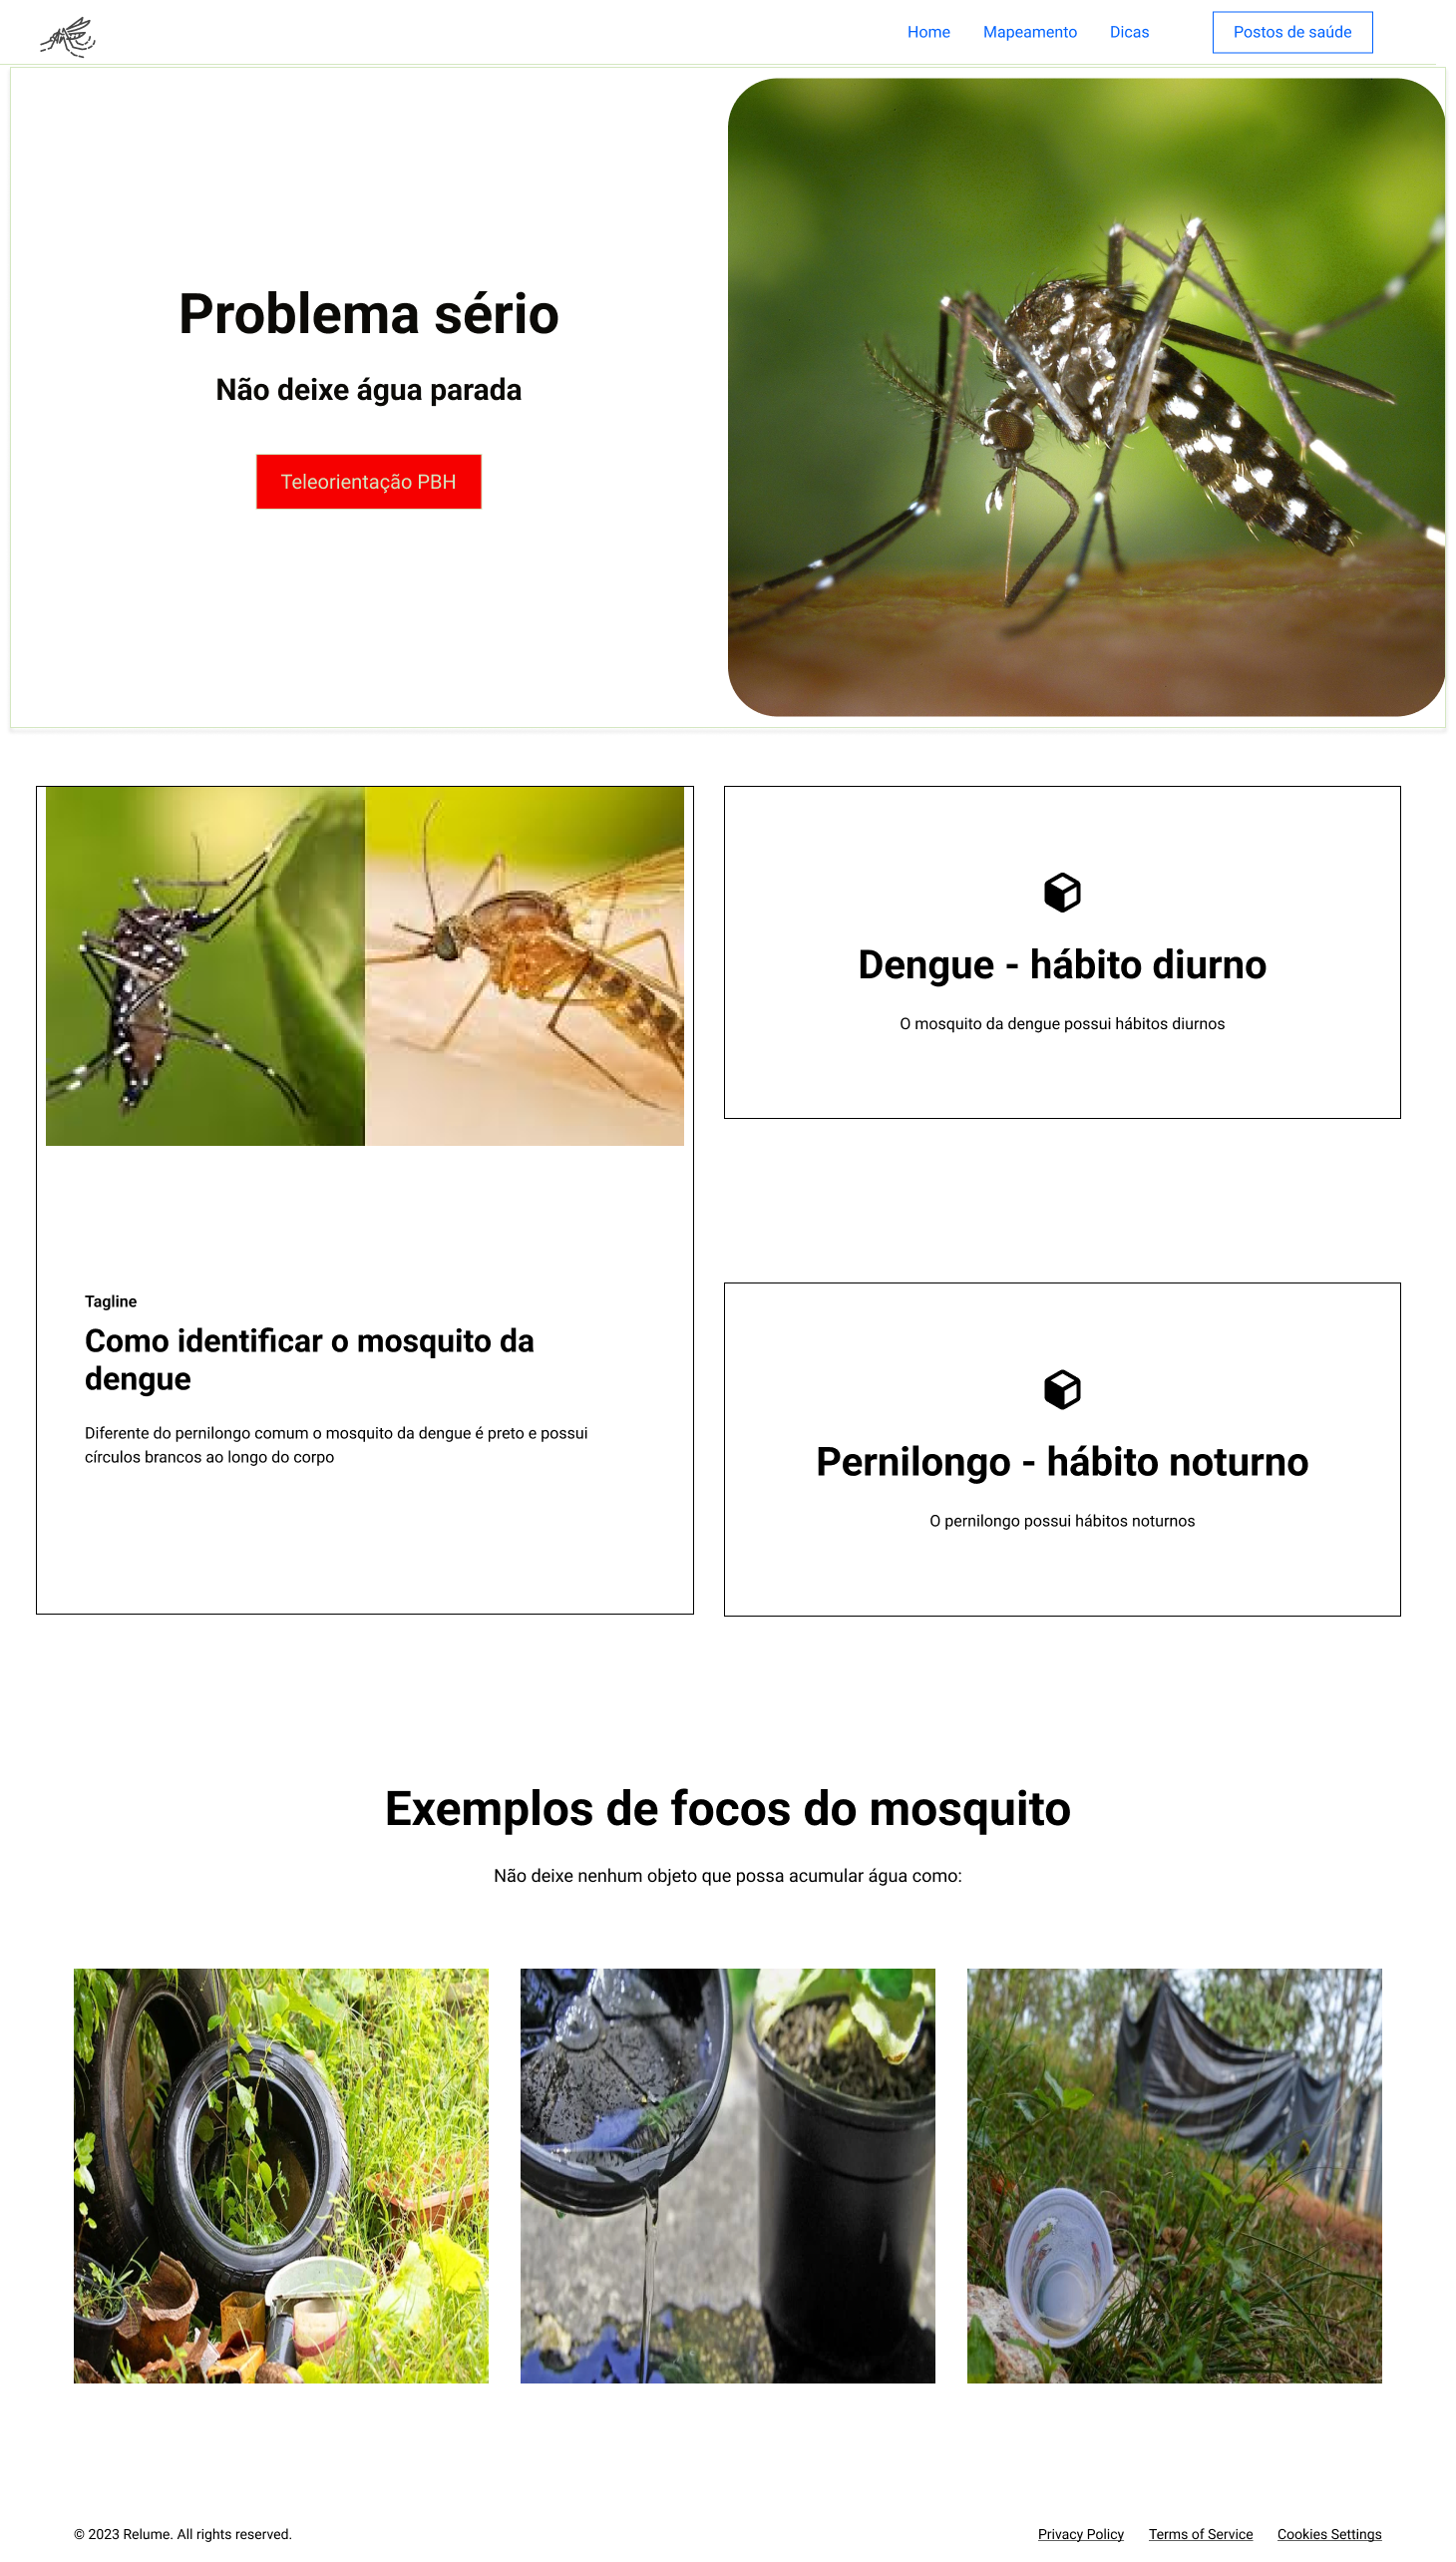 Home
Mapeamento
Dicas
Postos de saúde
Problema sério
Não deixe água parada
Teleorientação PBH
Tagline
Como identificar o mosquito da
dengue
Diferente do pernilongo comum o mosquito da dengue é preto e possui
círculos brancos ao longo do corpo
Dengue - hábito diurno
O mosquito da dengue possui hábitos diurnos
Pernilongo - hábito noturno
O pernilongo possui hábitos noturnos
Exemplos de focos do mosquito
Não deixe nenhum objeto que possa acumular água como:
© 2023 Relume. All rights reserved.
Privacy Policy
Terms of Service
Cookies Settings